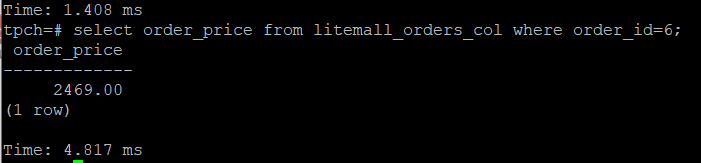 Time: 1.408 ms
tpch=# select order_price from litemall_orders_col where order_id=6;
 order_price
-------------
     2469.00
(1 row)

Time: 4.817 ms